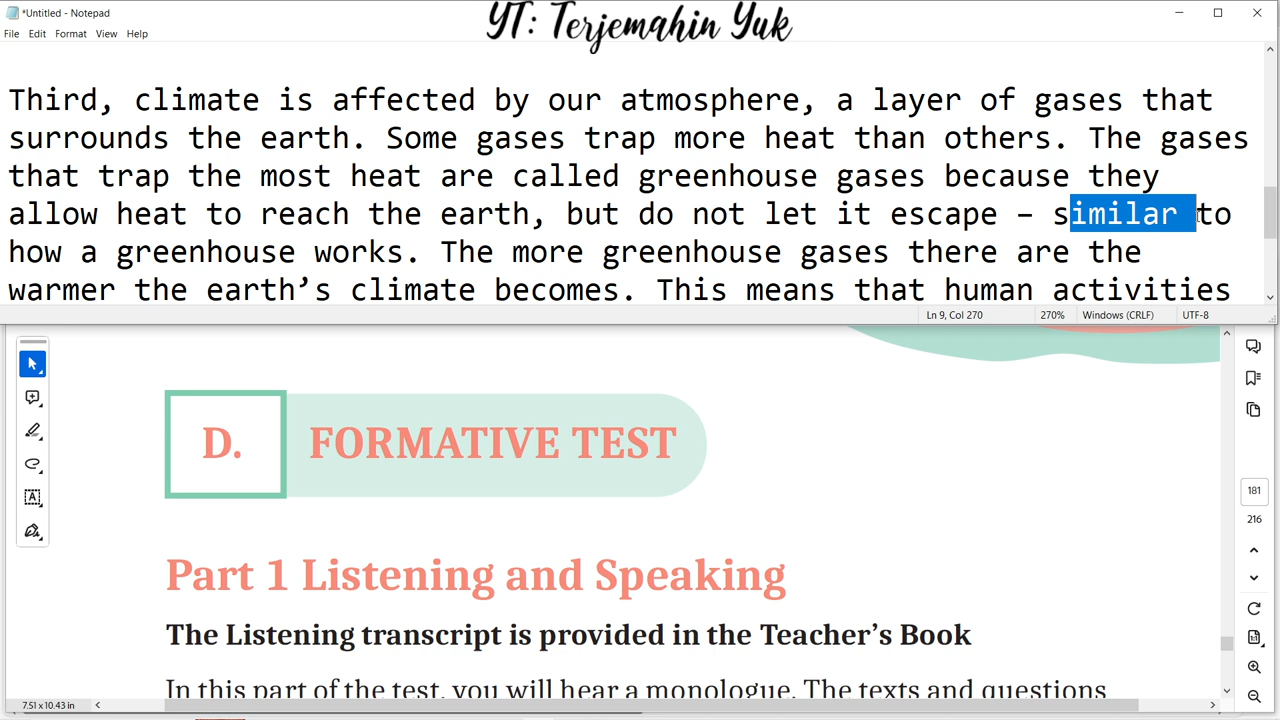 *Untitled - Notepad
YT: Terjemahin Yuk
File Edit Format View Help
Third, climate is affected by our atmosphere, a layer of gases that
surrounds the earth. Some gases trap more heat than others. The gases
that trap the most heat are called greenhouse gases because they
allow heat to reach the earth, but do not let it escape – similar to
how a greenhouse works. The more greenhouse gases there are the
warmer the earth’s climate becomes. This means that human activities
Ln 9, Col 270 270% Windows (CRLF) UTF-8
D. FORMATIVE TEST
181
216
Part 1 Listening and Speaking
The Listening transcript is provided in the Teacher’s Book
In this part of the test, you will hear a monologue. The texts and questions
7.51 x 10.43 in